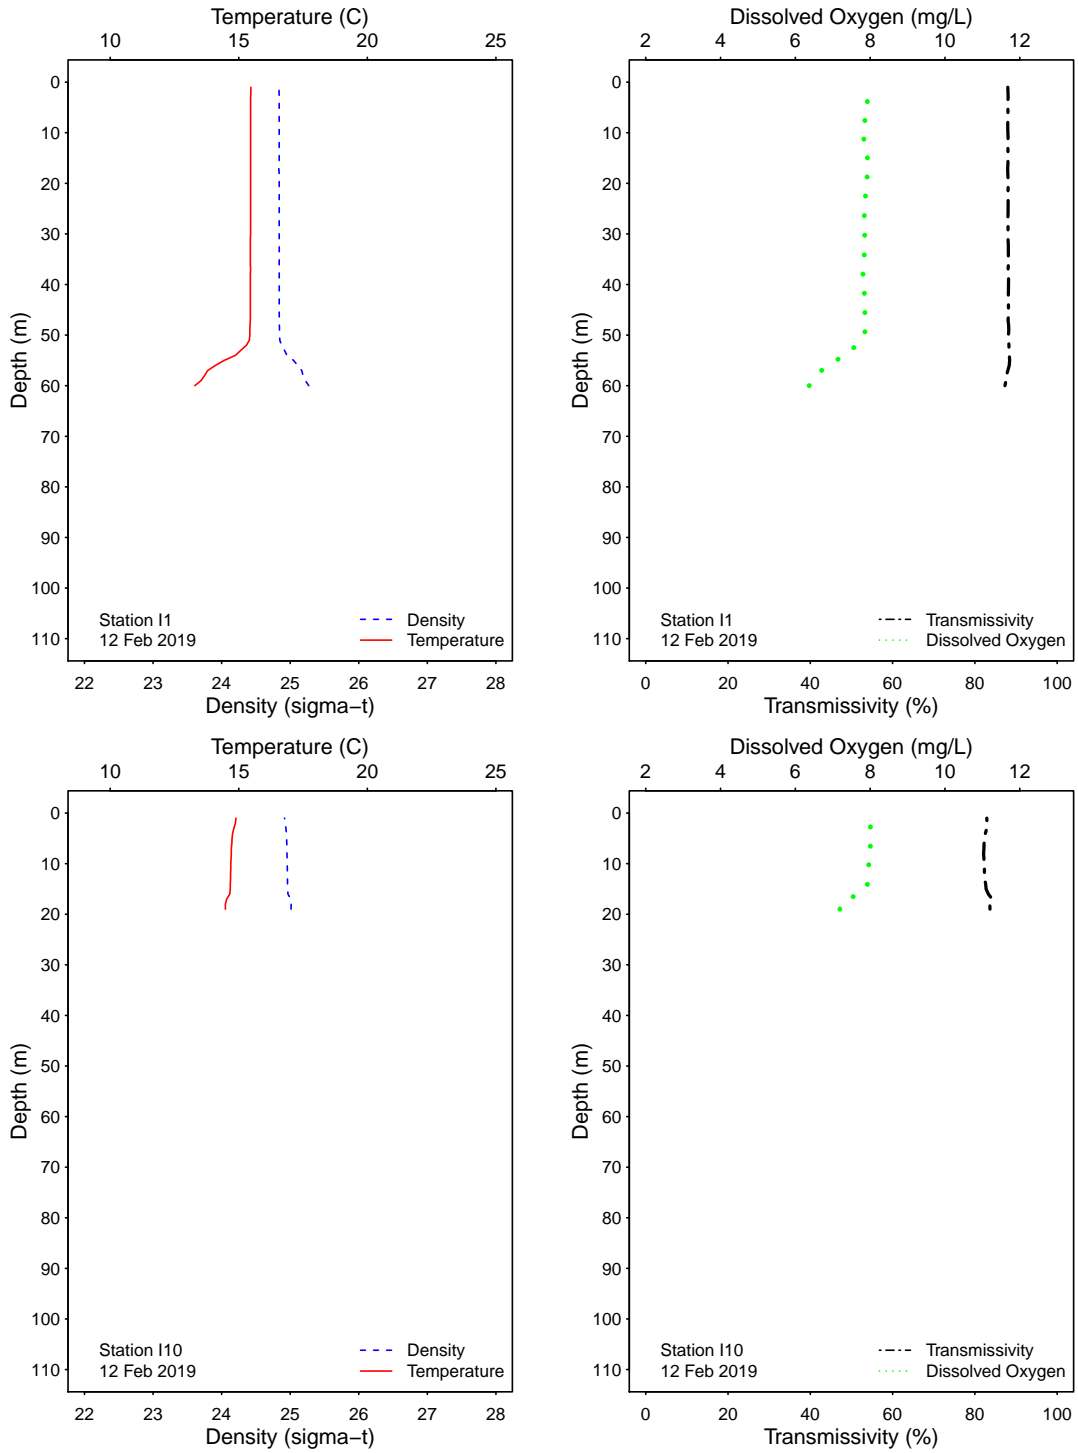 Temperature (C)
10 15 20 25
0
10
20
30
40
50
60
70
80
90
100
110
Depth (m)
Station I1
12 Feb 2019
Density
Temperature
22 23 24 25 26 27 28
Density (sigma−t)
Dissolved Oxygen (mg/L)
2 4 6 8 10 12
0
10
20
30
40
50
60
70
80
90
100
110
Depth (m)
Station I1
12 Feb 2019
Transmissivity
Dissolved Oxygen
0 20 40 60 80 100
Transmissivity (%)
Temperature (C)
10 15 20 25
0
10
20
30
40
50
60
70
80
90
100
110
Depth (m)
Station I10
12 Feb 2019
Density
Temperature
22 23 24 25 26 27 28
Density (sigma−t)
Dissolved Oxygen (mg/L)
2 4 6 8 10 12
0
10
20
30
40
50
60
70
80
90
100
110
Depth (m)
Station I10
12 Feb 2019
Transmissivity
Dissolved Oxygen
0 20 40 60 80 100
Transmissivity (%)